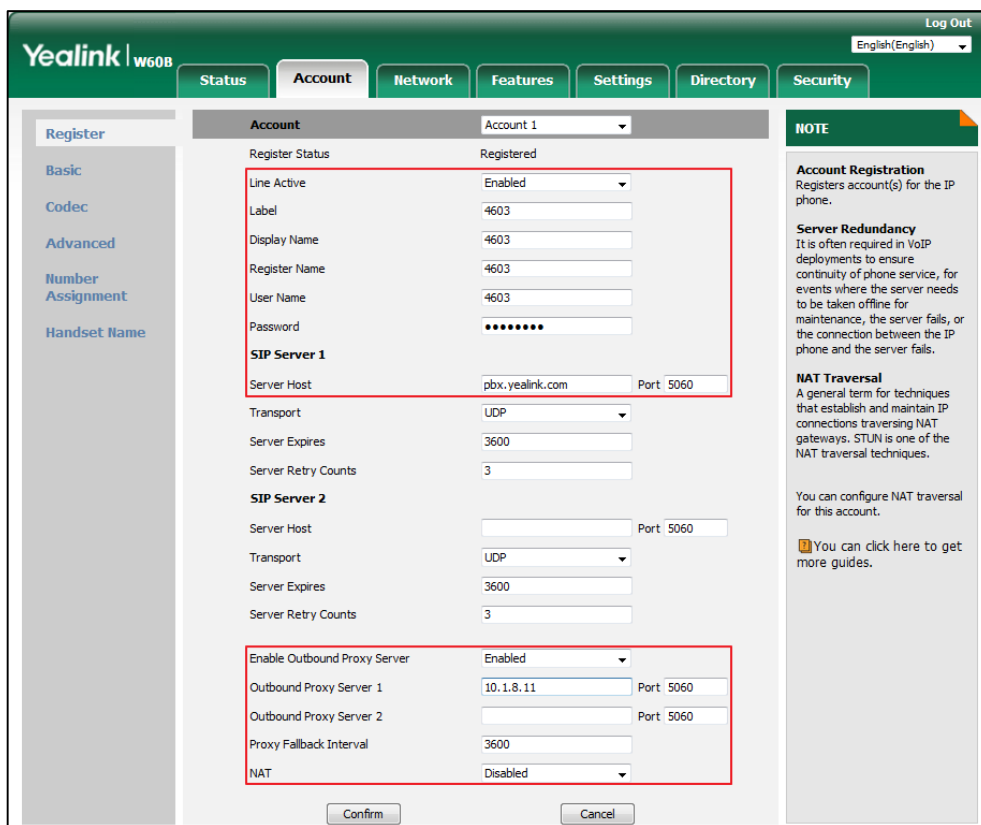 Log Out
Yealink W60B
English(English)
Status Account Network Features Settings Directory Security
Register
Basic
Codec
Advanced
Number
Assignment
Handset Name
Account Account 1
Register Status Registered
Line Active Enabled
Label 4603
Display Name 4603
Register Name 4603
User Name 4603
Password ••••••••
SIP Server 1
Server Host pbx.yealink.com Port 5060
Transport UDP
Server Expires 3600
Server Retry Counts 3
SIP Server 2
Server Host Port 5060
Transport UDP
Server Expires 3600
Server Retry Counts 3
Enable Outbound Proxy Server Enabled
Outbound Proxy Server 1 10.1.8.11 Port 5060
Outbound Proxy Server 2 Port 5060
Proxy Fallback Interval 3600
NAT Disabled
Confirm Cancel
NOTE
Account Registration
Registers account(s) for the IP
phone.
Server Redundancy
It is often required in VoIP
deployments to ensure
continuity of phone service, for
events where the server needs
to be taken offline for
maintenance, the server fails, or
the connection between the IP
phone and the server fails.
NAT Traversal
A general term for techniques
that establish and maintain IP
connections traversing NAT
gateways. STUN is one of the
NAT traversal techniques.
You can configure NAT traversal
for this account.
? You can click here to get
more guides.